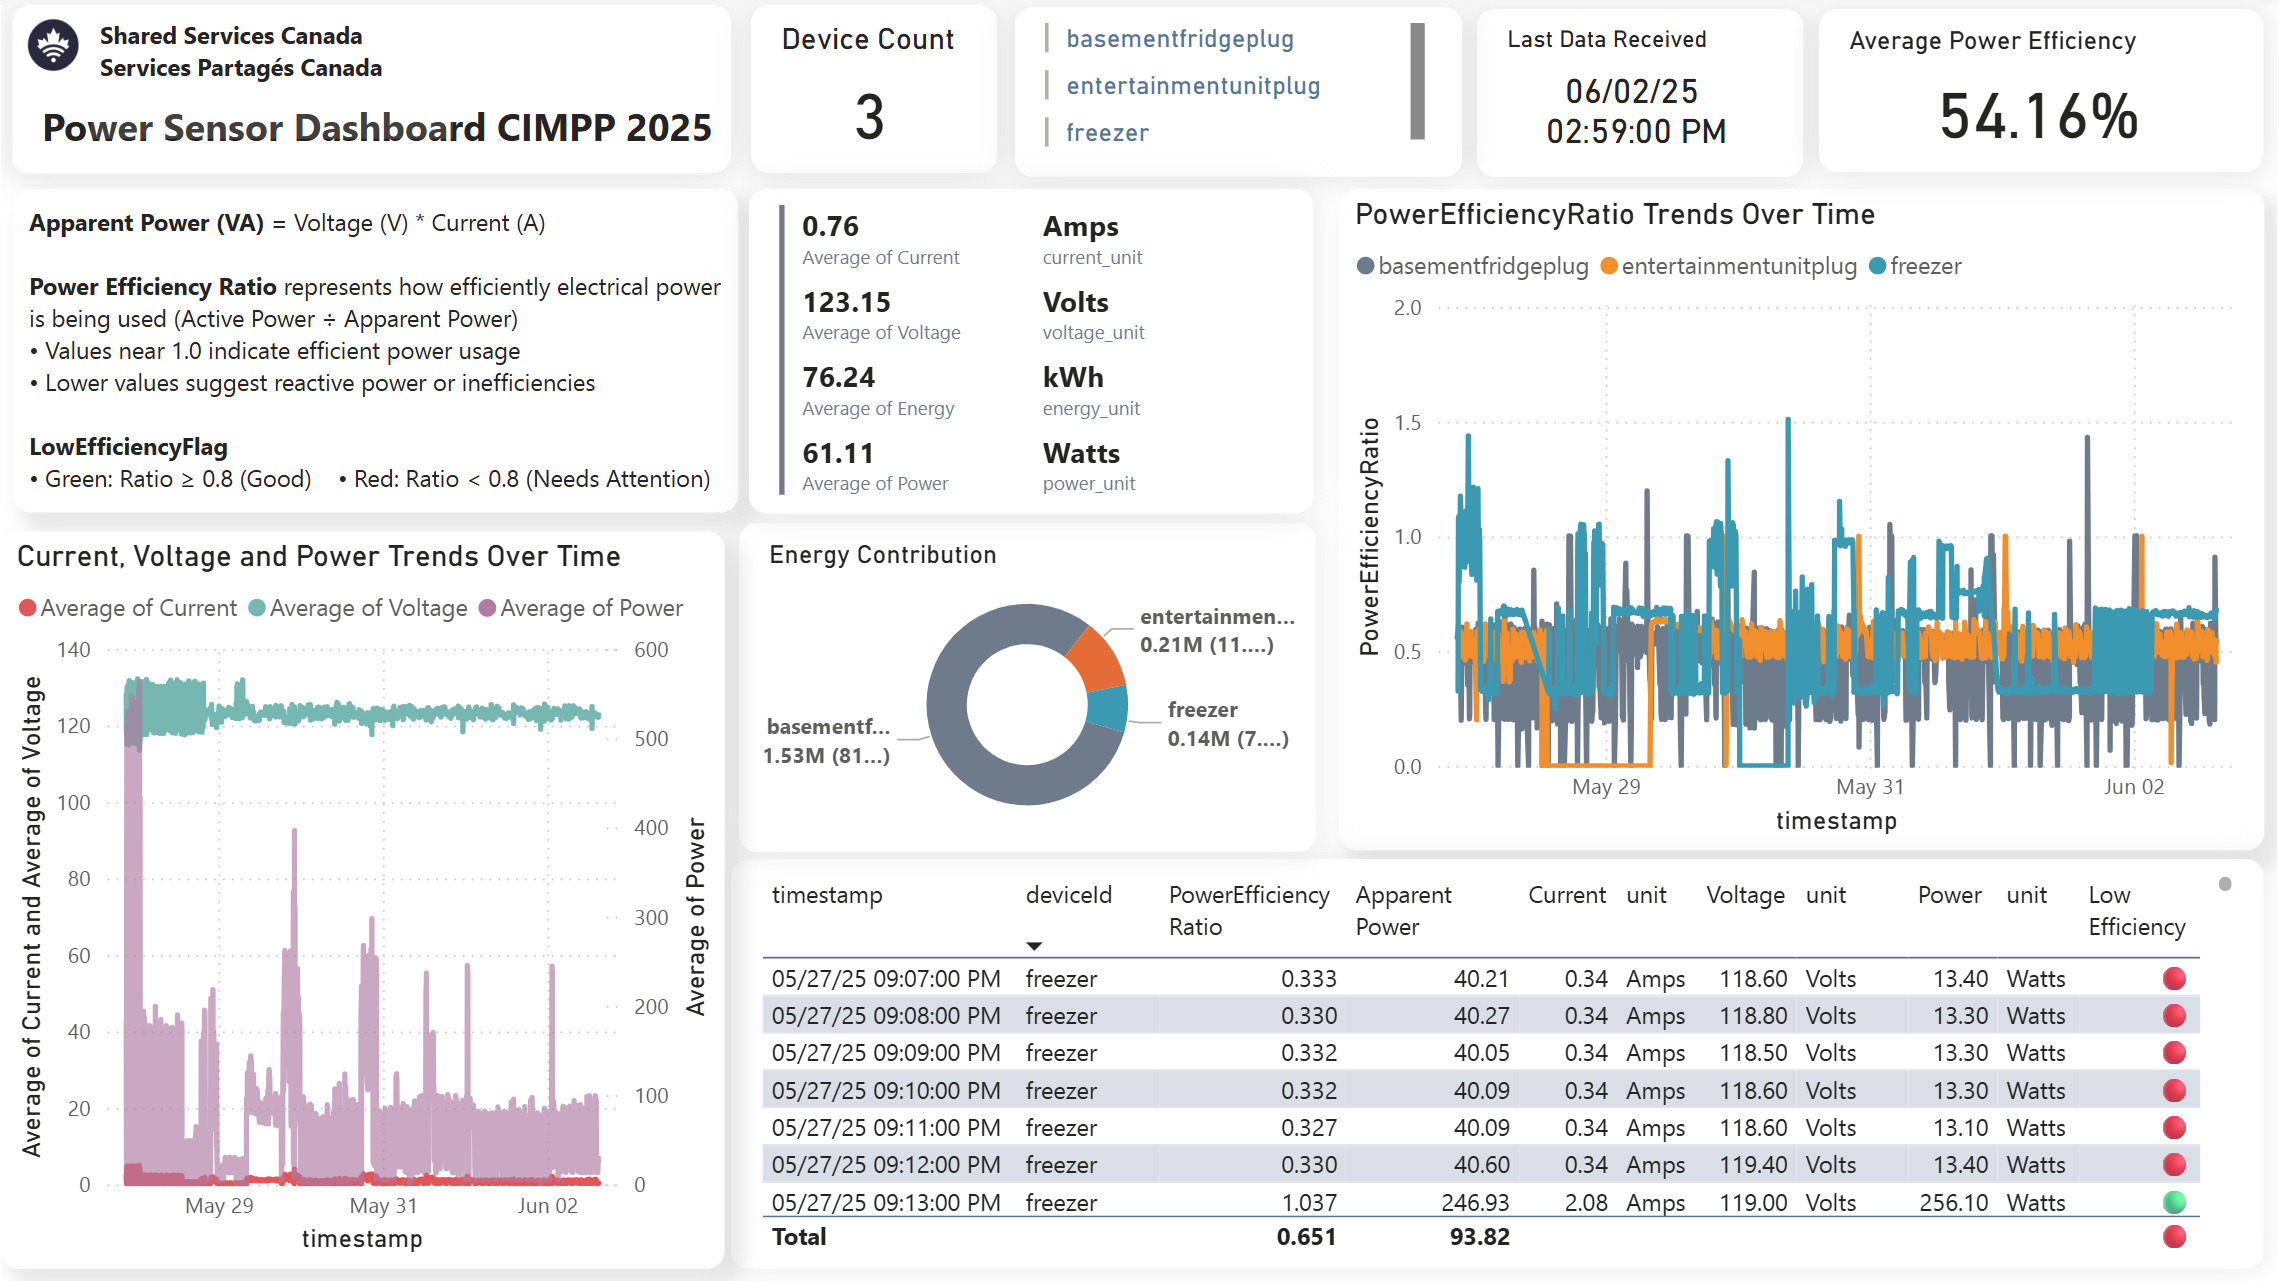 Shared Services Canada
Services Partagés Canada
Power Sensor Dashboard CIMPP 2025
Device Count
3
basementfridgeplug
entertainmentunitplug
freezer
Last Data Received
06/02/25
02:59:00 PM
Average Power Efficiency
54.16%
Apparent Power (VA) = Voltage (V) * Current (A)
Power Efficiency Ratio represents how efficiently electrical power
is being used (Active Power ÷ Apparent Power)
• Values near 1.0 indicate efficient power usage
• Lower values suggest reactive power or inefficiencies
LowEfficiencyFlag
• Green: Ratio ≥ 0.8 (Good) • Red: Ratio < 0.8 (Needs Attention)
0.76 Amps
Average of Current current_unit
123.15 Volts
Average of Voltage voltage_unit
76.24 kWh
Average of Energy energy_unit
61.11 Watts
Average of Power power_unit
PowerEfficiencyRatio Trends Over Time
basementfridgeplug entertainmentunitplug freezer
PowerEfficiencyRatio
2.0
1.5
1.0
0.5
0.0
May 29 May 31 Jun 02
timestamp
Current, Voltage and Power Trends Over Time
Average of Current Average of Voltage Average of Power
Average of Current and Average of Voltage
140
120
100
80
60
40
20
0
600
500
400
300
200
100
0
Average of Power
May 29 May 31 Jun 02
timestamp
Energy Contribution
entertainmen...
0.21M (11....)
freezer
0.14M (7....)
basementf...
1.53M (81...)
timestamp deviceId PowerEfficiency Apparent Current unit Voltage unit Power unit Low
Ratio Power Efficiency
05/27/25 09:07:00 PM freezer 0.333 40.21 0.34 Amps 118.60 Volts 13.40 Watts
05/27/25 09:08:00 PM freezer 0.330 40.27 0.34 Amps 118.80 Volts 13.30 Watts
05/27/25 09:09:00 PM freezer 0.332 40.05 0.34 Amps 118.50 Volts 13.30 Watts
05/27/25 09:10:00 PM freezer 0.332 40.09 0.34 Amps 118.60 Volts 13.30 Watts
05/27/25 09:11:00 PM freezer 0.327 40.09 0.34 Amps 118.60 Volts 13.10 Watts
05/27/25 09:12:00 PM freezer 0.330 40.60 0.34 Amps 119.40 Volts 13.40 Watts
05/27/25 09:13:00 PM freezer 1.037 246.93 2.08 Amps 119.00 Volts 256.10 Watts
Total 0.651 93.82